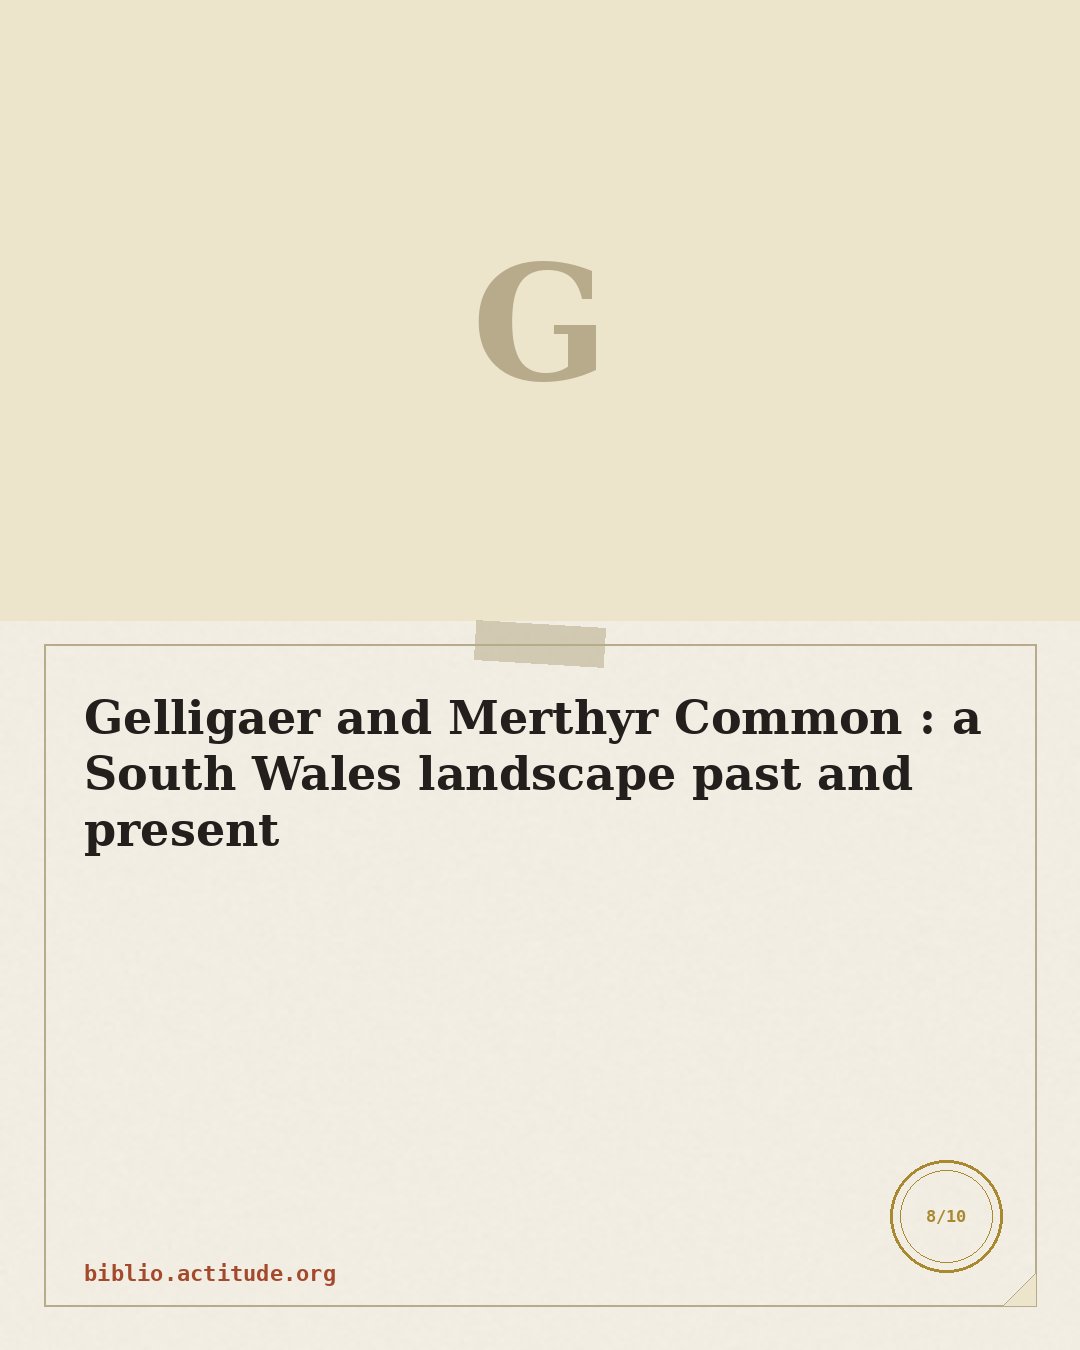 G
Gelligaer and Merthyr Common : a
South Wales landscape past and
present
8/10
biblio.actitude.org